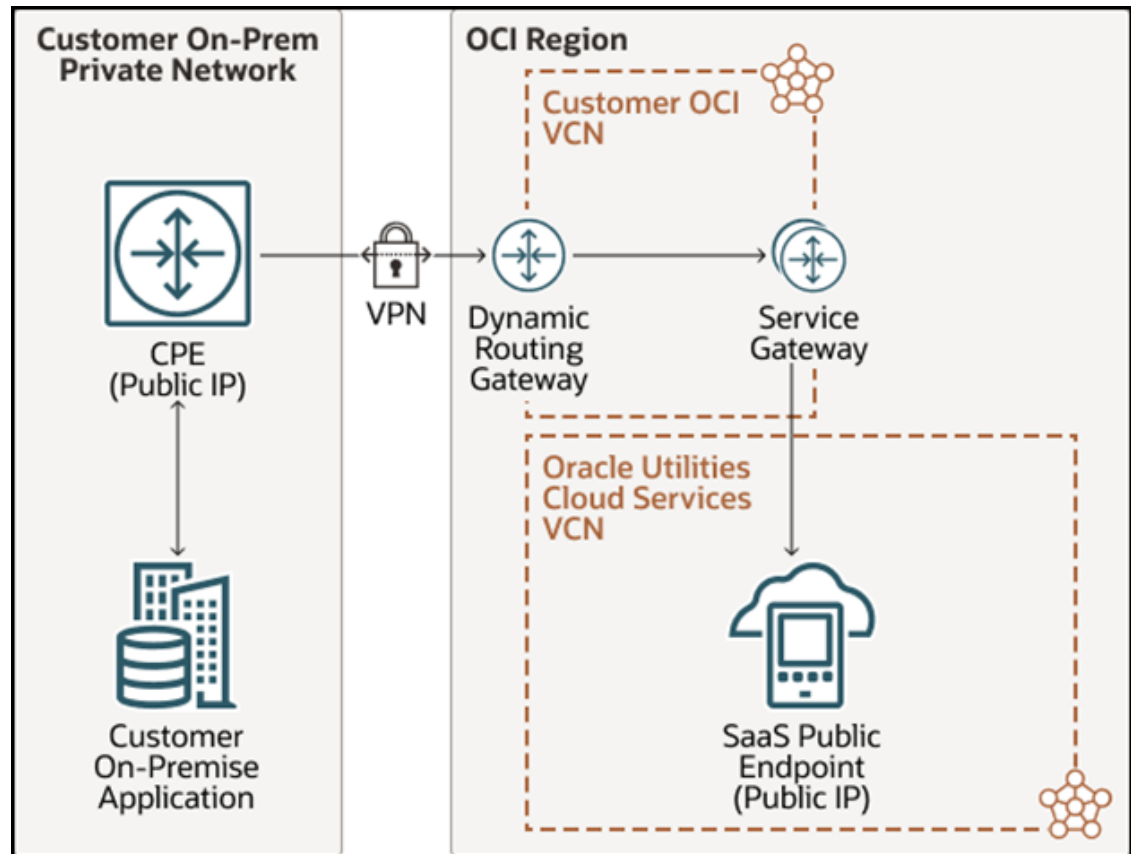 Customer On-Prem
Private Network
OCI Region
Customer OCI
VCN
CPE
(Public IP)
VPN
Dynamic
Routing
Gateway
Service
Gateway
Oracle Utilities
Cloud Services
VCN
Customer
On-Premise
Application
SaaS Public
Endpoint
(Public IP)